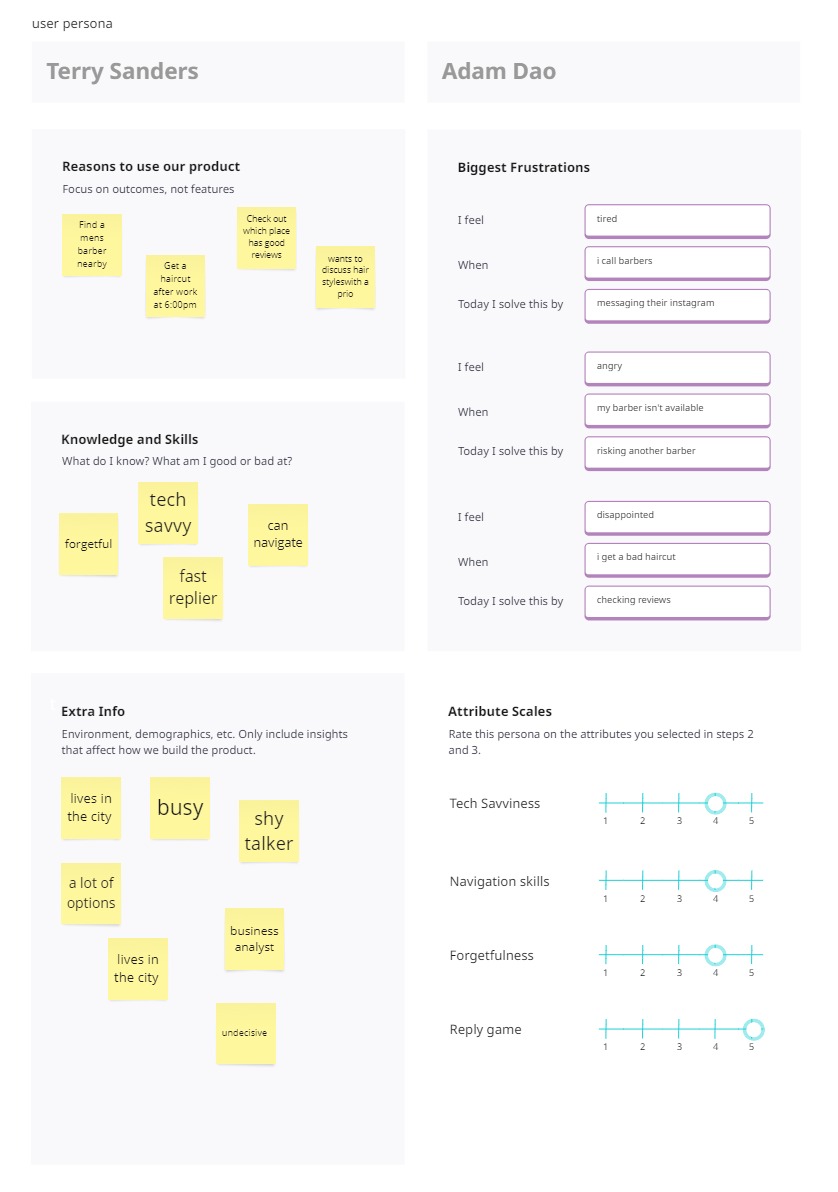 user persona
Terry Sanders
Adam Dao
Reasons to use our product
Focus on outcomes, not features
Find a
mens
barber
nearby
Get a
haircut
after work
at 6:00pm
Check out
which place
has good
reviews
wants to
discuss hair
styleswith a
prio
Knowledge and Skills
What do I know? What am I good or bad at?
forgetful
tech
savvy
fast
replier
can
navigate
Extra Info
Environment, demographics, etc. Only include insights
that affect how we build the product.
lives in
the city
busy
shy
talker
a lot of
options
lives in
the city
business
analyst
undecisive
Biggest Frustrations
I feel
tired
When
i call barbers
Today I solve this by
messaging their instagram
I feel
angry
When
my barber isn't available
Today I solve this by
risking another barber
I feel
disappointed
When
i get a bad haircut
Today I solve this by
checking reviews
Attribute Scales
Rate this persona on the attributes you selected in steps 2
and 3.
Tech Savviness
1 2 3 4 5
Navigation skills
1 2 3 4 5
Forgetfulness
1 2 3 4 5
Reply game
1 2 3 4 5